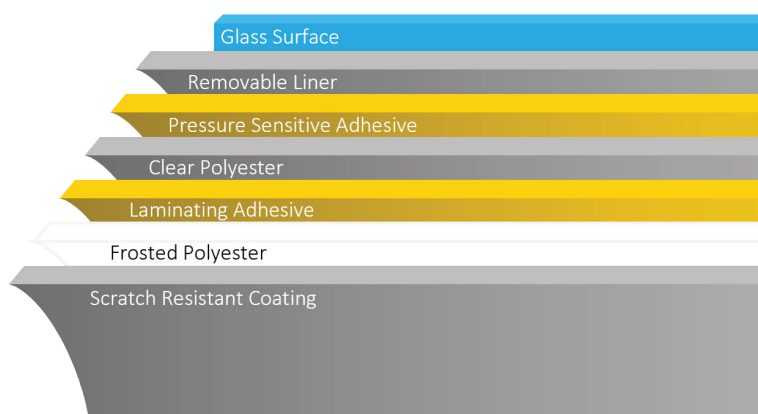 Glass Surface
Removable Liner
Pressure Sensitive Adhesive
Clear Polyester
Laminating Adhesive
Frosted Polyester
Scratch Resistant Coating